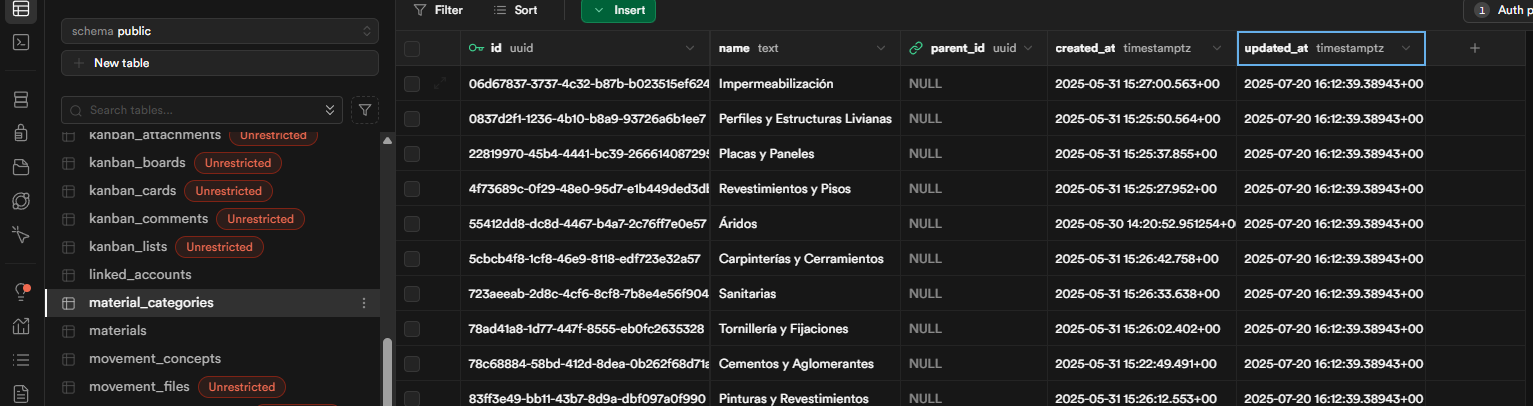 Filter Sort Insert 1 Auth p
schema public
New table
Search tables...
kanban_attachments Unrestricted
kanban_boards Unrestricted
kanban_cards Unrestricted
kanban_comments Unrestricted
kanban_lists Unrestricted
linked_accounts
material_categories
materials
movement_concepts
movement_files Unrestricted
id uuid name text parent_id uuid created_at timestamptz updated_at timestamptz
06d67837-3737-4c32-b87b-b023515ef624 Impermeabilización NULL 2025-05-31 15:27:00.563+00 2025-07-20 16:12:39.38943+00
0837d2f1-1236-4b10-b8a9-93726a6b1ee7 Perfiles y Estructuras Livianas NULL 2025-05-31 15:25:50.564+00 2025-07-20 16:12:39.38943+00
22819970-45b4-4441-bc39-266614087295 Placas y Paneles NULL 2025-05-31 15:25:37.855+00 2025-07-20 16:12:39.38943+00
4f73689c-0f29-48e0-95d7-e1b449ded3db Revestimientos y Pisos NULL 2025-05-31 15:25:27.952+00 2025-07-20 16:12:39.38943+00
55412dd8-dc8d-4467-b4a7-2c76ff7e0e57 Áridos NULL 2025-05-30 14:20:52.951254+0 2025-07-20 16:12:39.38943+00
5cbcb4f8-1cf8-46e9-8118-edf723e32a57 Carpinterías y Cerramientos NULL 2025-05-31 15:26:42.758+00 2025-07-20 16:12:39.38943+00
723aeeab-2d8c-4cf6-8cf8-7b8e4e56f904 Sanitarias NULL 2025-05-31 15:26:33.638+00 2025-07-20 16:12:39.38943+00
78ad41a8-1d77-447f-8555-eb0fc2635328 Tornillería y Fijaciones NULL 2025-05-31 15:26:02.402+00 2025-07-20 16:12:39.38943+00
78c68884-58bd-412d-8dea-0b262f68d71a Cementos y Aglomerantes NULL 2025-05-31 15:22:49.491+00 2025-07-20 16:12:39.38943+00
83ff3e49-bb11-43b7-8d9a-dbf097a0f990 Pinturas y Revestimientos NULL 2025-05-31 15:26:12.553+00 2025-07-20 16:12:39.38943+00